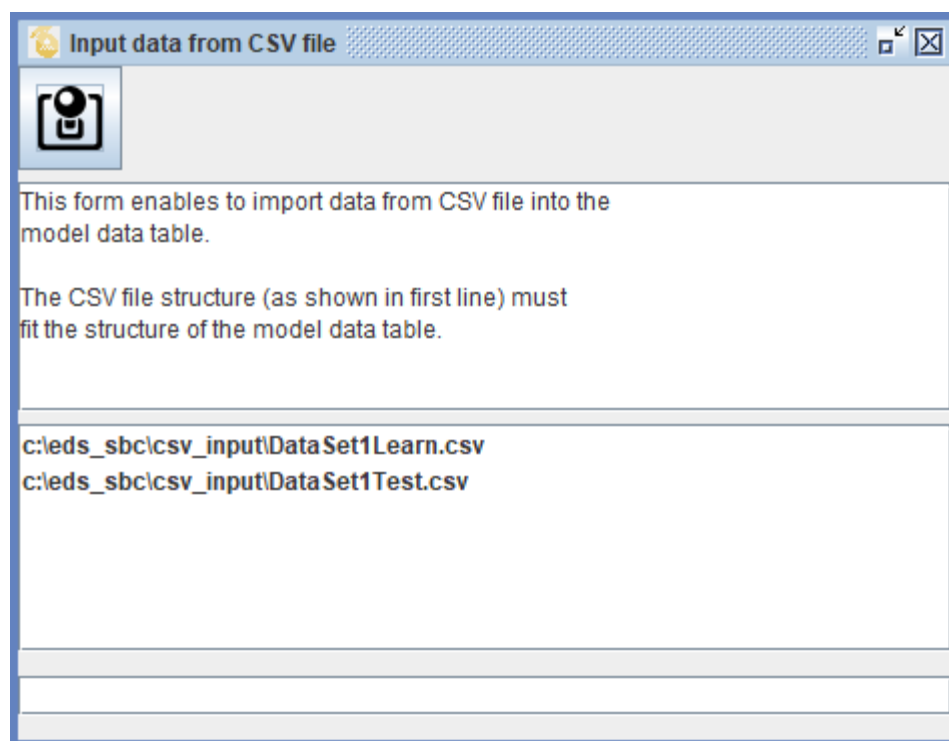 Input data from CSV file
This form enables to import data from CSV file into the
model data table.
The CSV file structure (as shown in first line) must
fit the structure of the model data table.
c:\eds_sbc\csv_input\DataSet1Learn.csv
c:\eds_sbc\csv_input\DataSet1Test.csv